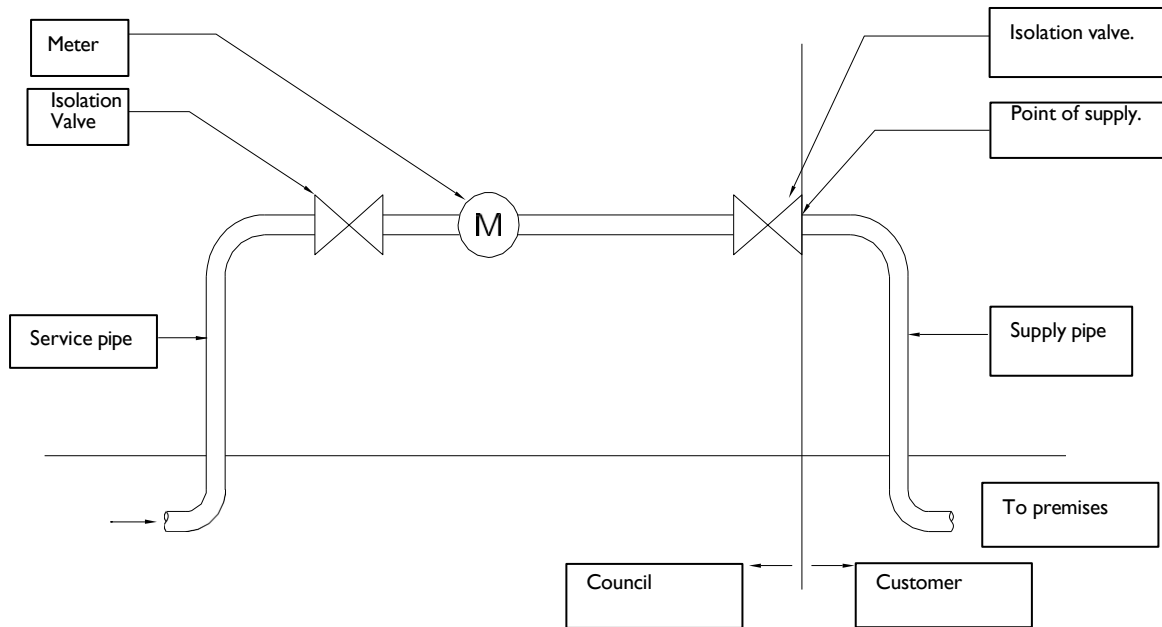 Meter
Isolation
Valve
Isolation valve.
Point of supply.
M
Service pipe
Supply pipe
To premises
Council
Customer